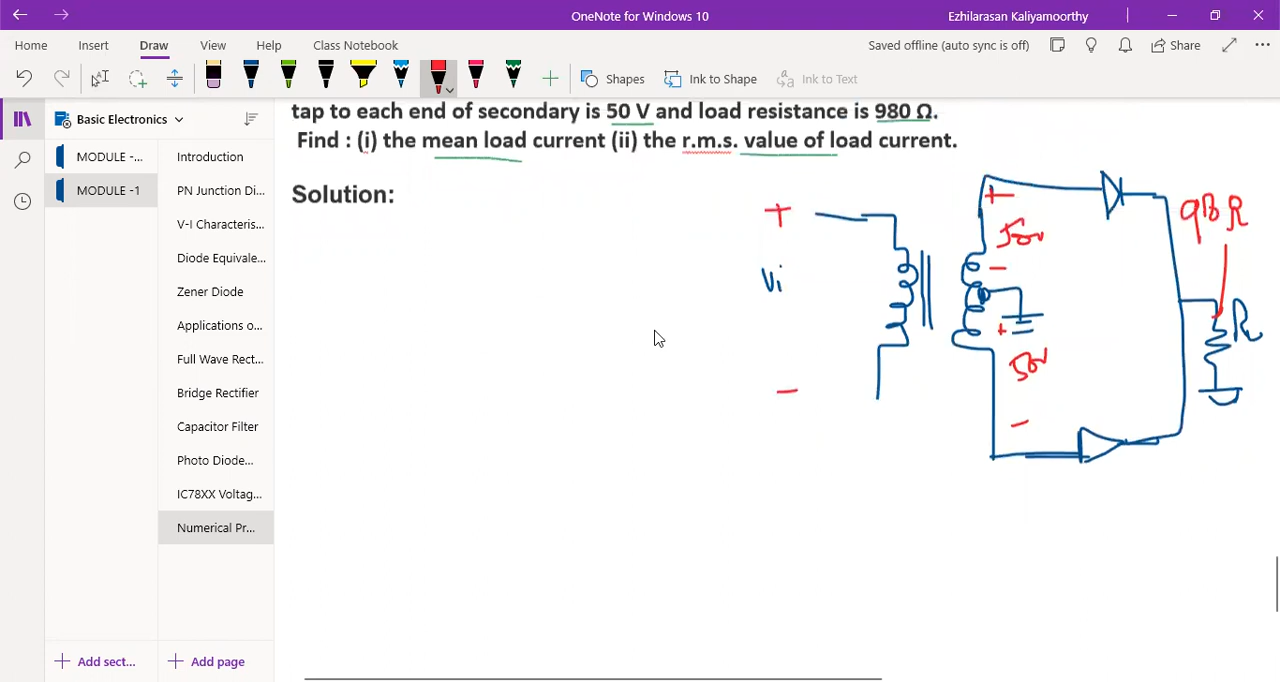 OneNote for Windows 10
Ezhilarasan Kaliyamoorthy
Home Insert Draw View Help Class Notebook
Saved offline (auto sync is off) Share
Shapes Ink to Shape Ink to Text
Basic Electronics
MODULE -...
MODULE -1
Introduction
PN Junction Di...
V-I Characteris...
Diode Equivale...
Zener Diode
Applications o...
Full Wave Rect...
Bridge Rectifier
Capacitor Filter
Photo Diode...
IC78XX Voltag...
Numerical Pr...
Add sect...
Add page
tap to each end of secondary is 50 V and load resistance is 980 Ω.
Find : (i) the mean load current (ii) the r.m.s. value of load current.
Solution:
+
Vi
-
+
50v
-
+
50v
-